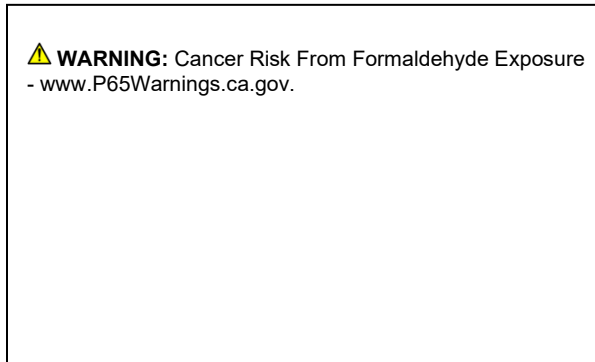 ⚠ WARNING: Cancer Risk From Formaldehyde Exposure
- www.P65Warnings.ca.gov.